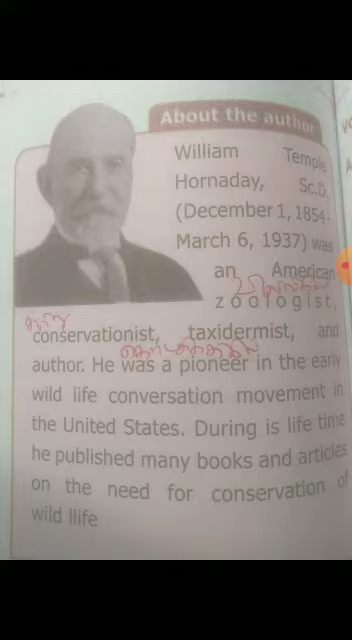 About the author
William Temple
Hornaday, Sc.D.
(December 1, 1854-
March 6, 1937) was
an American
zoologist,
conservationist, taxidermist, and
author. He was a pioneer in the early
wild life conversation movement in
the United States. During is life time
he published many books and articles
on the need for conservation of
wild llife